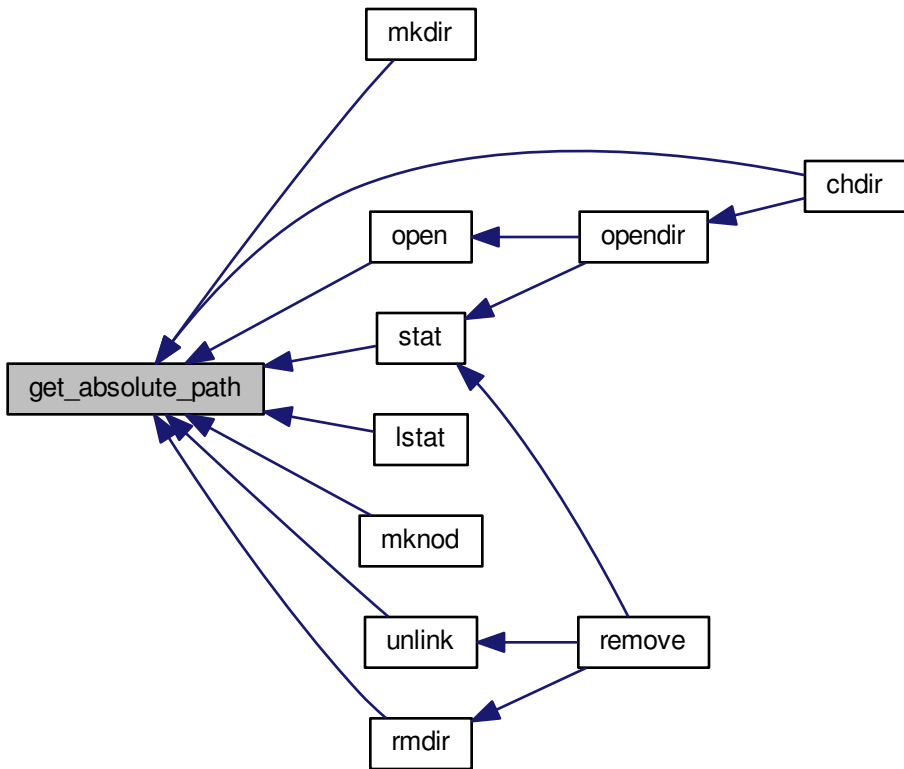 mkdir
chdir
open
opendir
stat
get_absolute_path
lstat
mknod
unlink
remove
rmdir